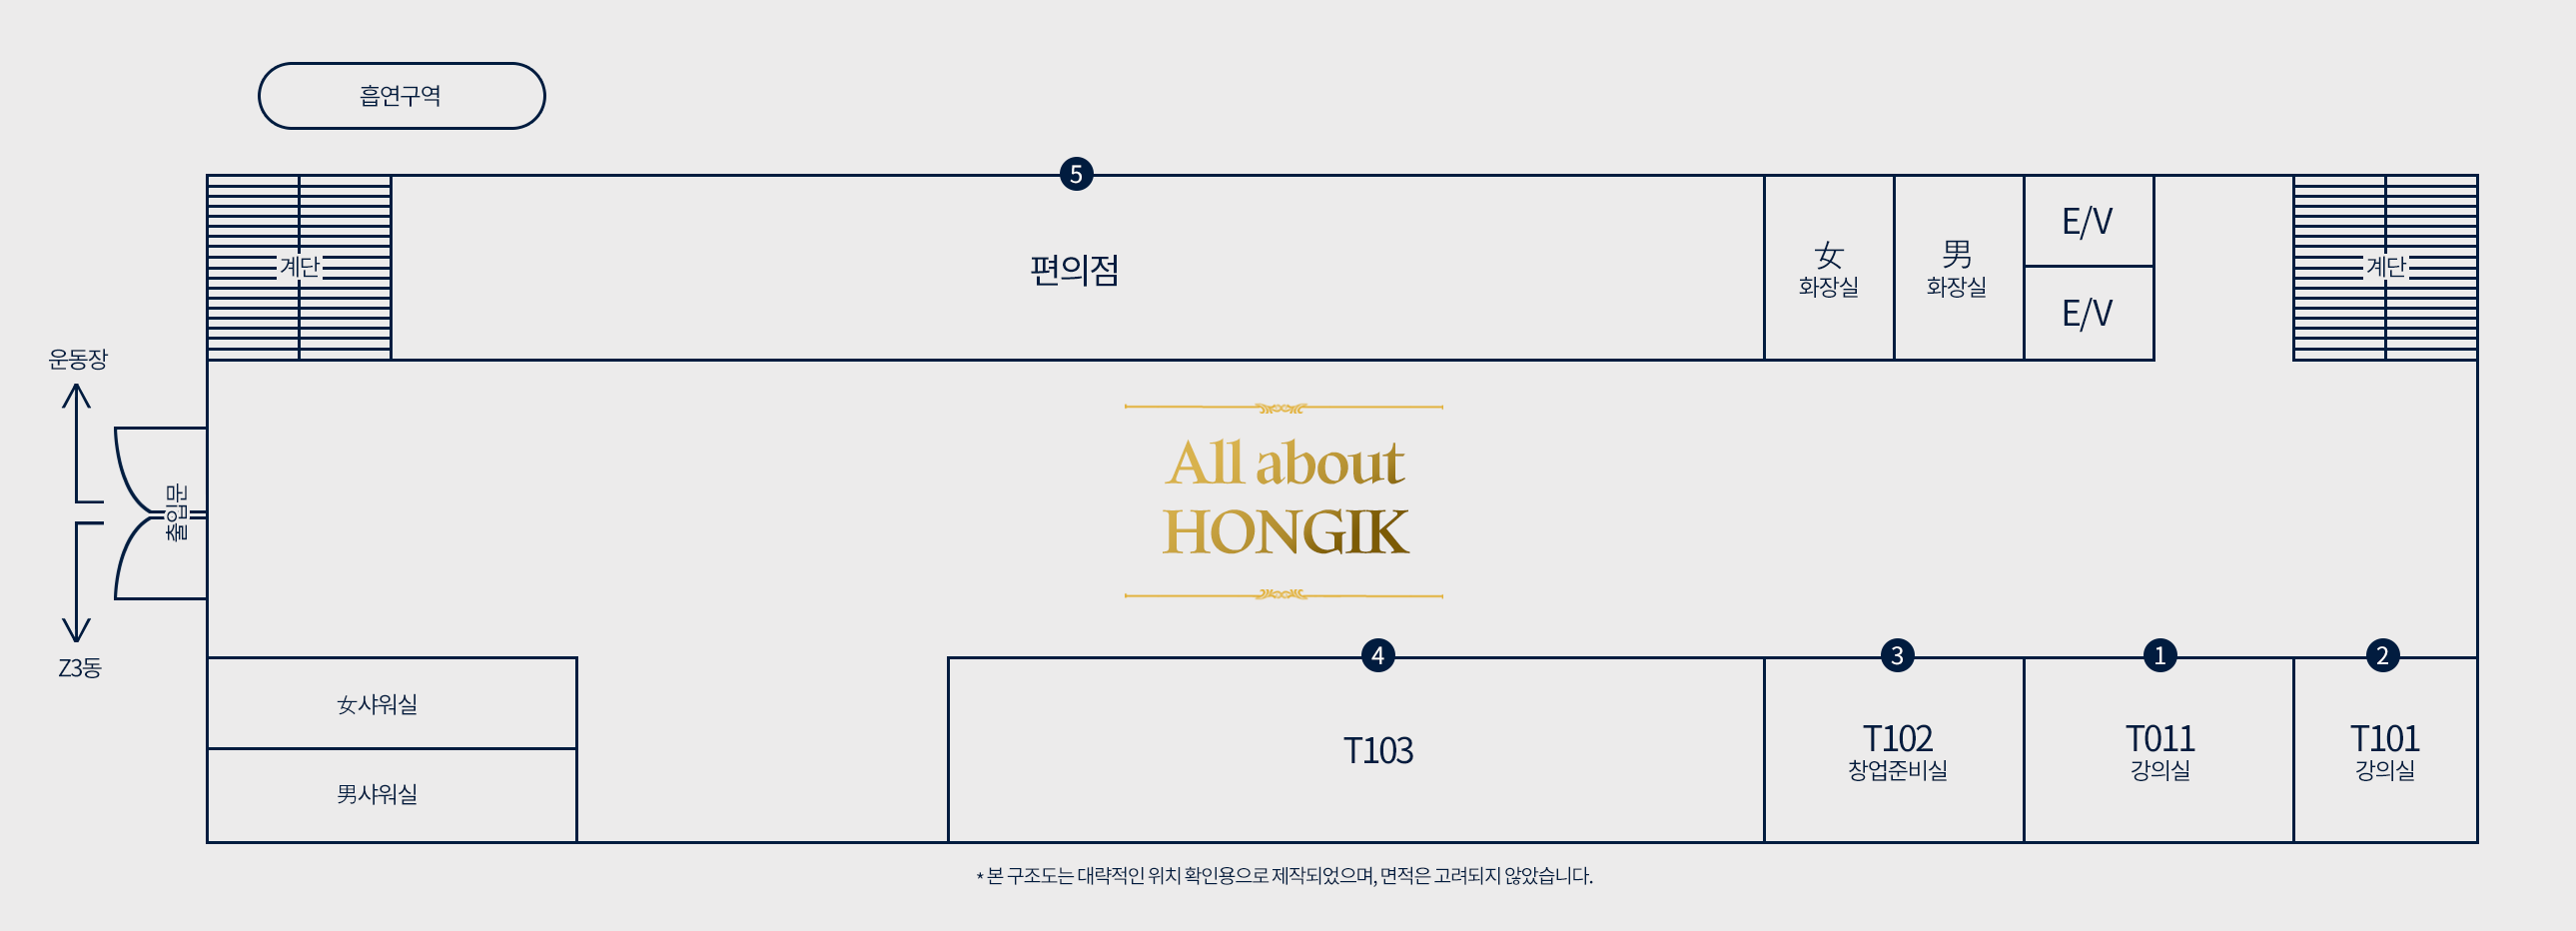 흡연구역
5
계단
편의점
女
화장실
男
화장실
E/V
E/V
계단
운동장
출입문
Z3동
All about
HONGIK
女샤워실
男샤워실
4
T103
3
T102
창업준비실
1
T011
강의실
2
T101
강의실
* 본 구조도는 대략적인 위치 확인용으로 제작되었으며, 면적은 고려되지 않았습니다.